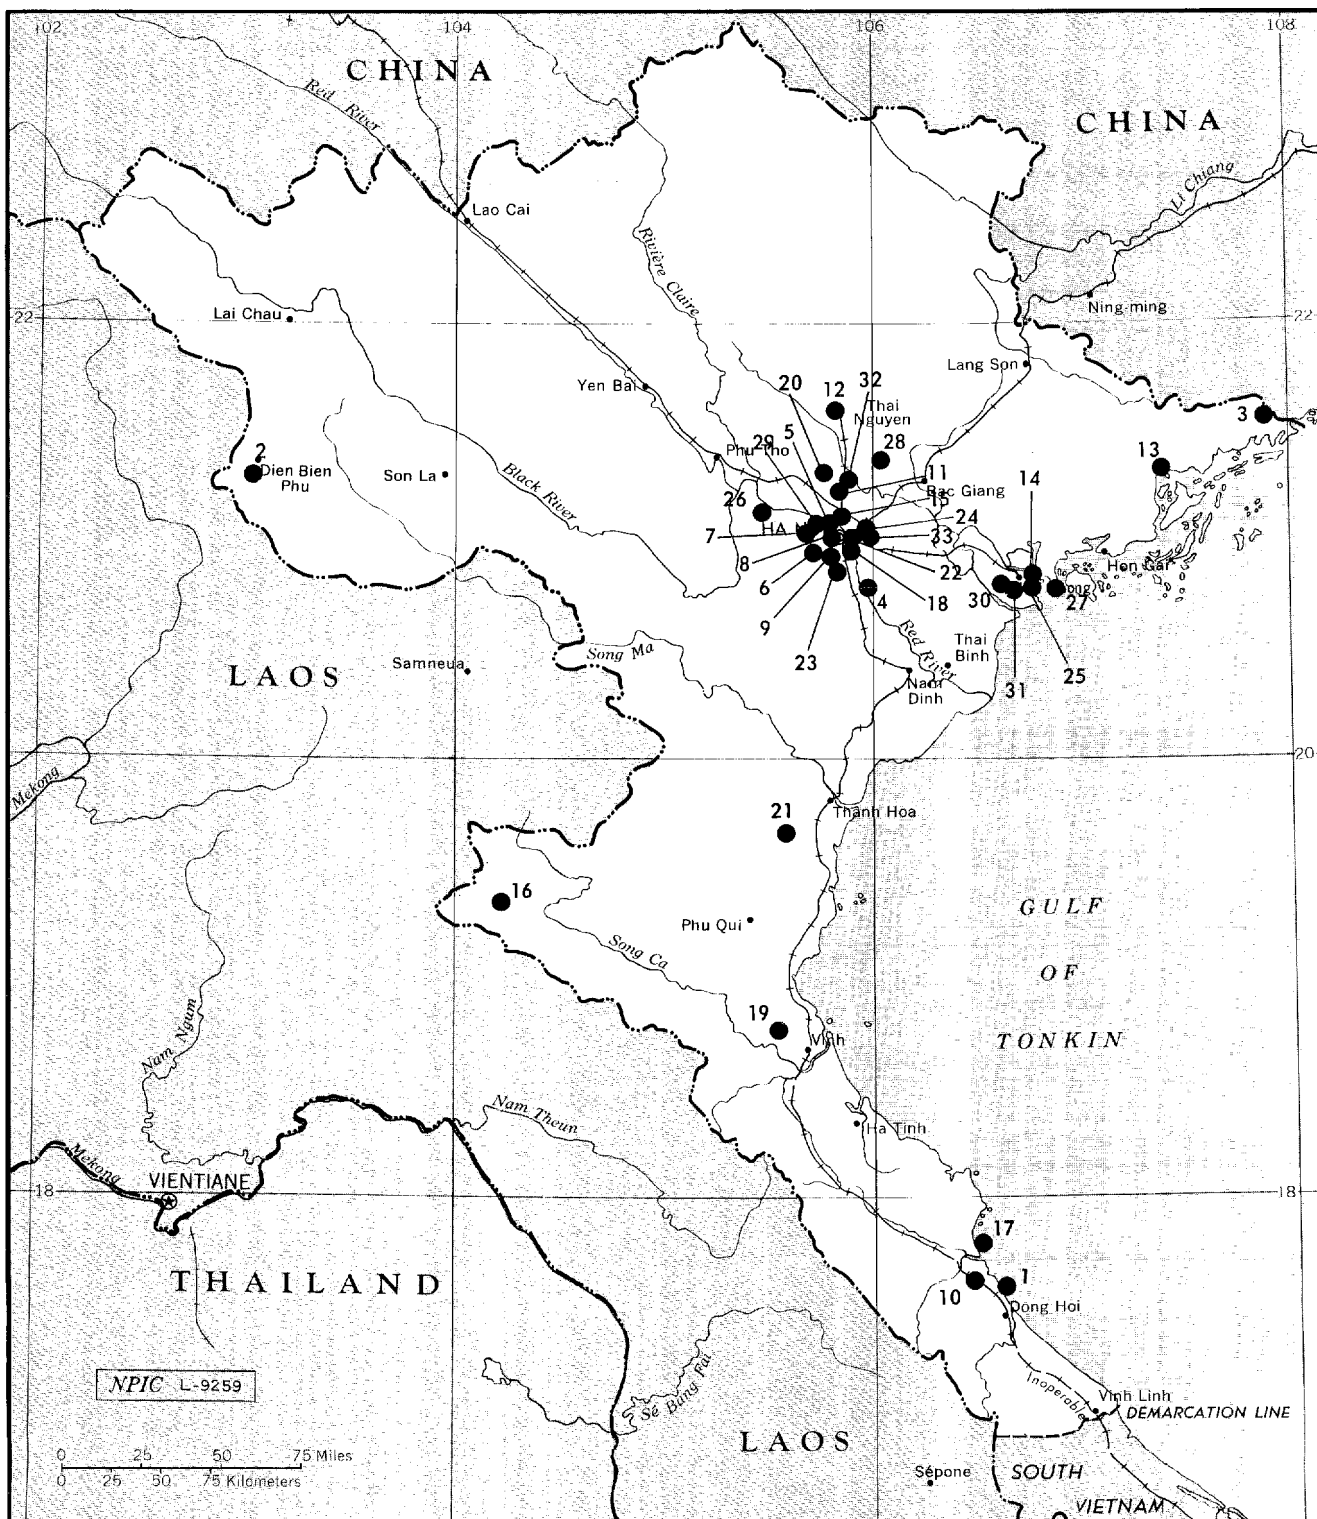 102
104
106
108
CHINA
CHINA
Red River
Li Chiang
Lao Cai
Rivière Claire
Ning-ming
22
22
Lai Chau
Lang Son
Yen Bai
20
12
32
Thai
Nguyen
3
2
29
5
28
13
Phu Tho
Dien Bien
Phu
Son La
Black River
11
14
Bac Giang
26
15
24
HA N
7
33
Hon Gai
8
22
6
30
ong
27
4
18
9
Red River
23
Thai
Binh
25
Song Ma
31
LAOS
Samneua
Nam
Dinh
20
Mekong
21
Thanh Hoa
16
GULF
Phu Qui
Song Ca
OF
19
Vinh
TONKIN
Nam Ngum
Nam Theun
Ha Tinh
Mekong
VIENTIANE
18
18
17
THAILAND
1
10
Dong Hoi
NPIC L-9259
Se Bang Fai
Inoperable
Vinh Linh
DEMARCATION LINE
0 25 50 75 Miles
0 25 50 75 Kilometers
LAOS
Sépone
SOUTH
VIETNAM